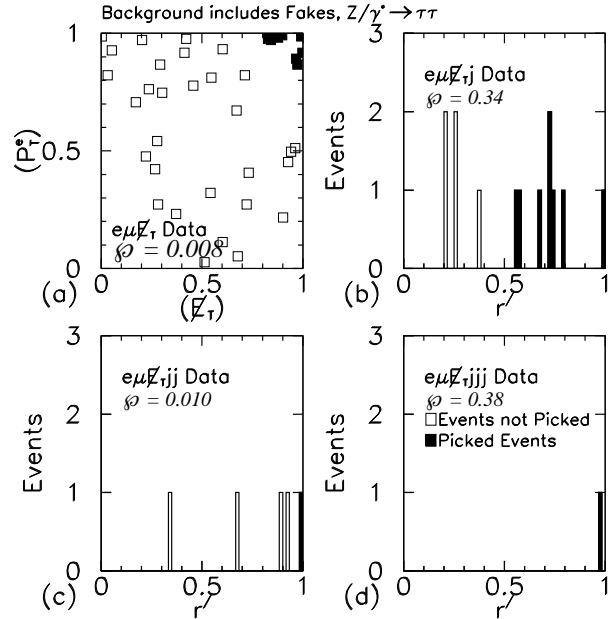 Background includes Fakes, Z/γ* → ττ
1
0.5
0
(P_T^e)
eμE̸_T Data
℘ = 0.008
0 0.5 1
(a)
(E̸_T)
3
2
1
0
Events
eμE̸_Tj Data
℘ = 0.34
0 0.5 1
(b)
r′
3
2
1
0
Events
eμE̸_Tjj Data
℘ = 0.010
0 0.5 1
(c)
r′
3
2
1
0
Events
eμE̸_Tjjj Data
℘ = 0.38
Events not Picked
Picked Events
0 0.5 1
(d)
r′